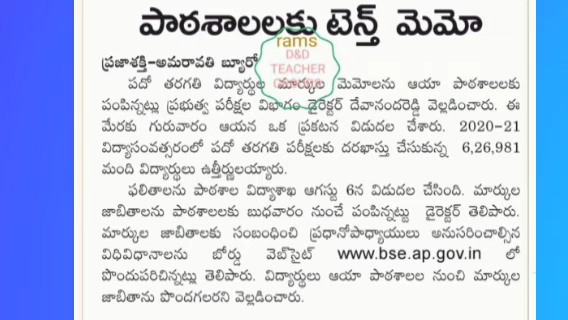 పాఠశాలలకు టెన్త్ మెమో
rams
D&D
TEACHER
ప్రజాశక్తి-అమరావతి బ్యూరో
పదో తరగతి విద్యార్థుల మార్కుల మెమోలను ఆయా పాఠశాలలకు
పంపిన్నట్లు ప్రభుత్వ పరీక్షల విభాగం డైరెక్టర్ దేవానందరెడ్డి వెల్లడించారు. ఈ
మేరకు గురువారం ఆయన ఒక ప్రకటన విడుదల చేశారు. 2020-21
విద్యాసంవత్సరంలో పదో తరగతి పరీక్షలకు దరఖాస్తు చేసుకున్న 6,26,981
మంది విద్యార్థులు ఉత్తీర్ణులయ్యారు.
ఫలితాలను పాఠశాల విద్యాశాఖ ఆగస్టు 6న విడుదల చేసింది. మార్కుల
జాబితాలను పాఠశాలలకు బుధవారం నుంచే పంపిన్నట్లు డైరెక్టర్ తెలిపారు.
మార్కుల జాబితాలకు సంబంధించి ప్రధానోపాధ్యాయులు అనుసరించాల్సిన
విధివిధానాలను బోర్డు వెబ్‌సైట్ www.bse.ap.gov.in లో
పొందుపరిచిన్నట్లు తెలిపారు. విద్యార్థులు ఆయా పాఠశాలల నుంచి మార్కుల
జాబితాను పొందగలరని వెల్లడించారు.